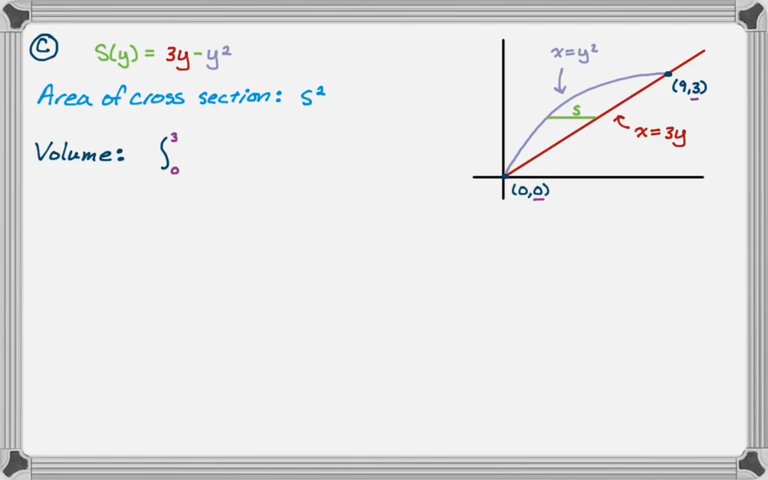 C S(y) = 3y - y²
Area of cross section: s²
Volume: ∫₀³
x = y²
(9,3)
s
x = 3y
(0,0)